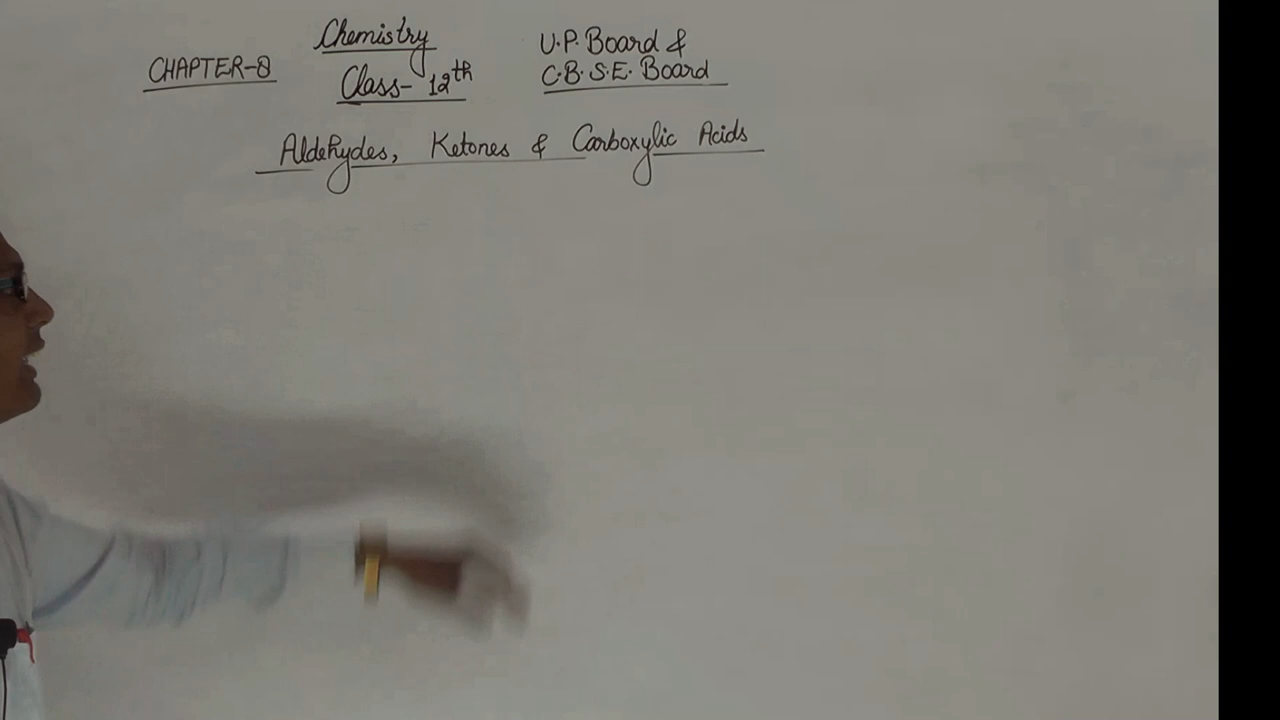 Chemistry
CHAPTER-8
Class- 12th
U.P. Board &
C.B.S.E. Board
Aldehydes, Ketones & Carboxylic Acids